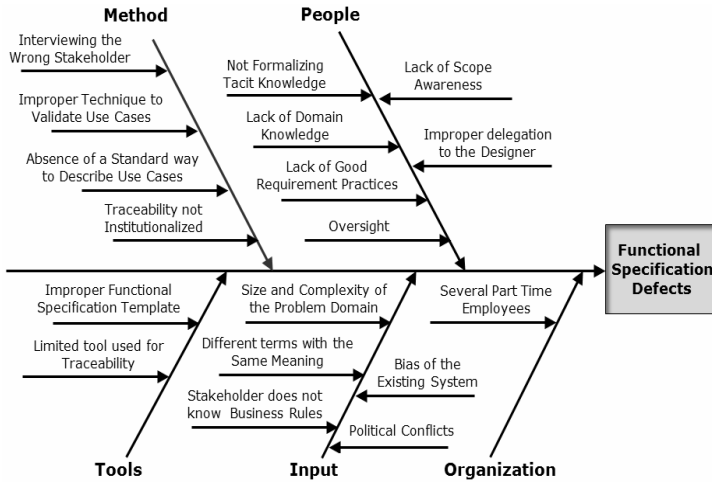 Method
People
Interviewing the
Wrong Stakeholder
Improper Technique to
Validate Use Cases
Absence of a Standard way
to Describe Use Cases
Traceability not
Institutionalized
Not Formalizing
Tacit Knowledge
Lack of Domain
Knowledge
Lack of Good
Requirement Practices
Oversight
Lack of Scope
Awareness
Improper delegation
to the Designer
Functional
Specification
Defects
Improper Functional
Specification Template
Limited tool used for
Traceability
Size and Complexity of
the Problem Domain
Different terms with the
Same Meaning
Stakeholder does not
know Business Rules
Bias of the
Existing System
Political Conflicts
Several Part Time
Employees
Tools
Input
Organization